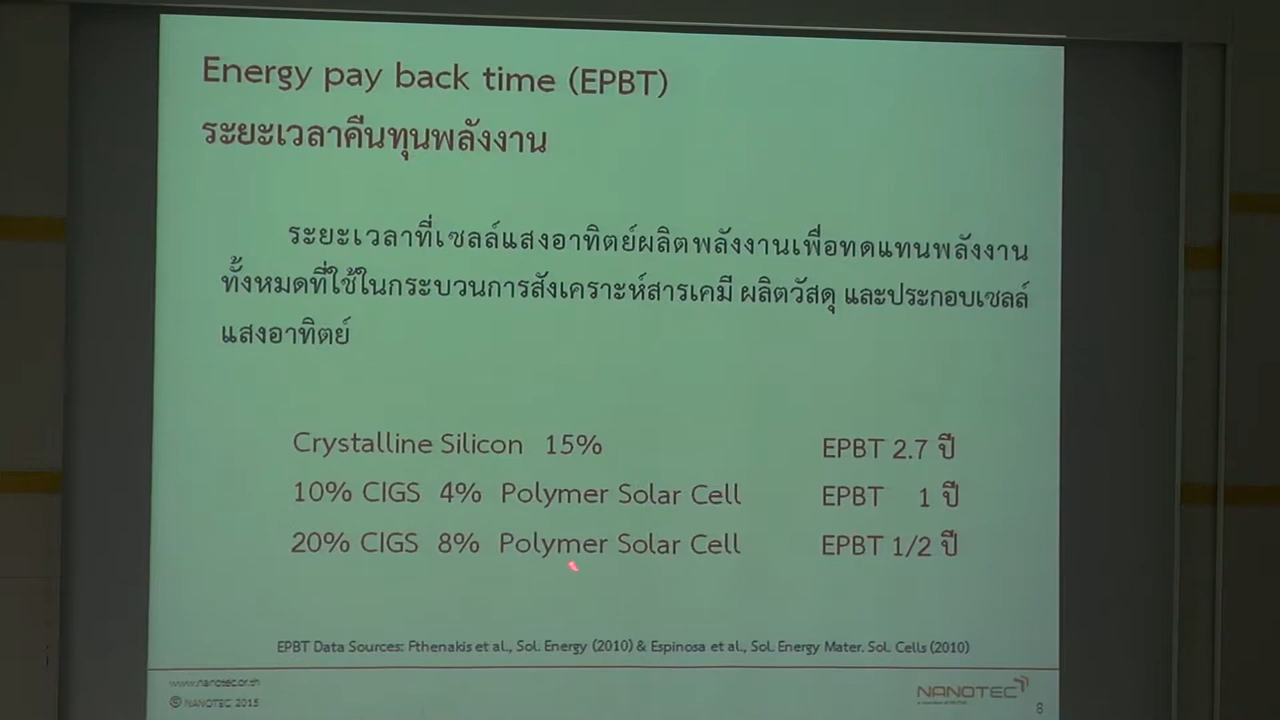 Energy pay back time (EPBT)
ระยะเวลาคืนทุนพลังงาน
ระยะเวลาที่เซลล์แสงอาทิตย์ผลิตพลังงานเพื่อทดแทนพลังงาน
ทั้งหมดที่ใช้ในกระบวนการสังเคราะห์สารเคมี ผลิตวัสดุ และประกอบเซลล์
แสงอาทิตย์
Crystalline Silicon 15% EPBT 2.7 ปี
10% CIGS 4% Polymer Solar Cell EPBT 1 ปี
20% CIGS 8% Polymer Solar Cell EPBT 1/2 ปี
EPBT Data Sources: Fthenakis et al., Sol. Energy (2010) & Espinosa et al., Sol. Energy Mater. Sol. Cells (2010)
www.nanotec.or.th
© NANOTEC 2015
NANOTEC
8